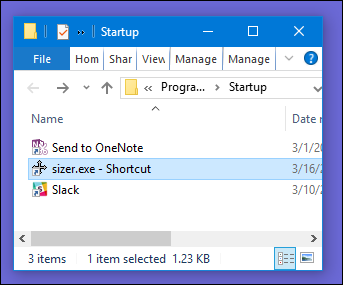 Startup
File Hom Shar View Manage Manage
« Progra... Startup
Name Date r
Send to OneNote 3/1/20
sizer.exe - Shortcut 3/16/2
Slack 3/10/2
3 items 1 item selected 1.23 KB